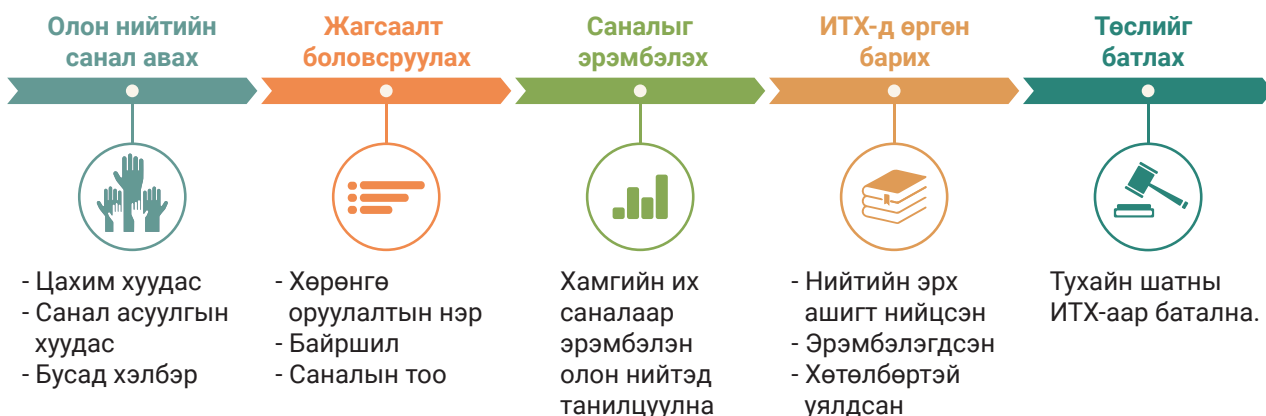 Олон нийтийн
санал авах
- Цахим хуудас
- Санал асуулгын
хуудас
- Бусад хэлбэр
Жагсаалт
боловсруулах
- Хөрөнгө
оруулалтын нэр
- Байршил
- Саналын тоо
Саналыг
эрэмбэлэх
Хамгийн их
саналаар
эрэмбэлэн
олон нийтэд
танилцуулна
ИТХ-д өргөн
барих
- Нийтийн эрх
ашигт нийцсэн
- Эрэмбэлэгдсэн
- Хөтөлбөртэй
уялдсан
Төслийг
батлах
Тухайн шатны
ИТХ-аар батална.